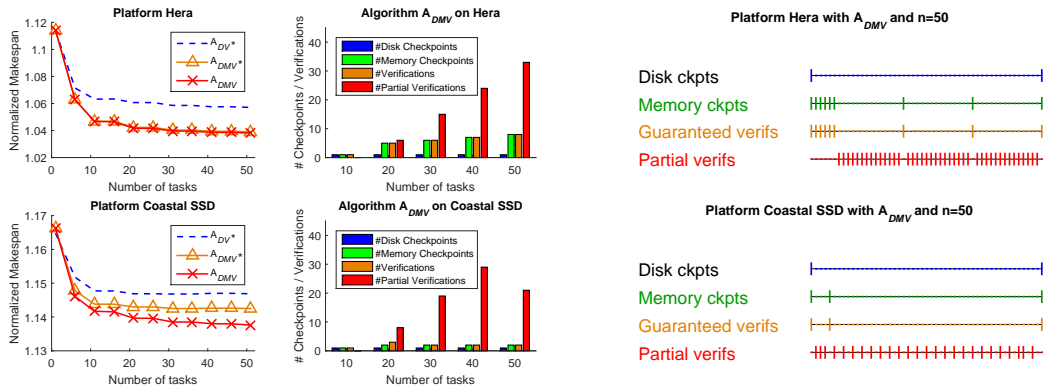 Platform Hera
Normalized Makespan
1.12
1.1
1.08
1.06
1.04
1.02
0 10 20 30 40 50
Number of tasks
A_DV*
A_DMV*
A_DMV
Algorithm A_DMV on Hera
# Checkpoints / Verifications
40
20
0
10 20 30 40 50
Number of tasks
#Disk Checkpoints
#Memory Checkpoints
#Verifications
#Partial Verifications
Platform Hera with A_DMV and n=50
Disk ckpts
Memory ckpts
Guaranteed verifs
Partial verifs
Platform Coastal SSD
Normalized Makespan
1.17
1.16
1.15
1.14
1.13
0 10 20 30 40 50
Number of tasks
A_DV*
A_DMV*
A_DMV
Algorithm A_DMV on Coastal SSD
# Checkpoints / Verifications
40
20
0
10 20 30 40 50
Number of tasks
#Disk Checkpoints
#Memory Checkpoints
#Verifications
#Partial Verifications
Platform Coastal SSD with A_DMV and n=50
Disk ckpts
Memory ckpts
Guaranteed verifs
Partial verifs